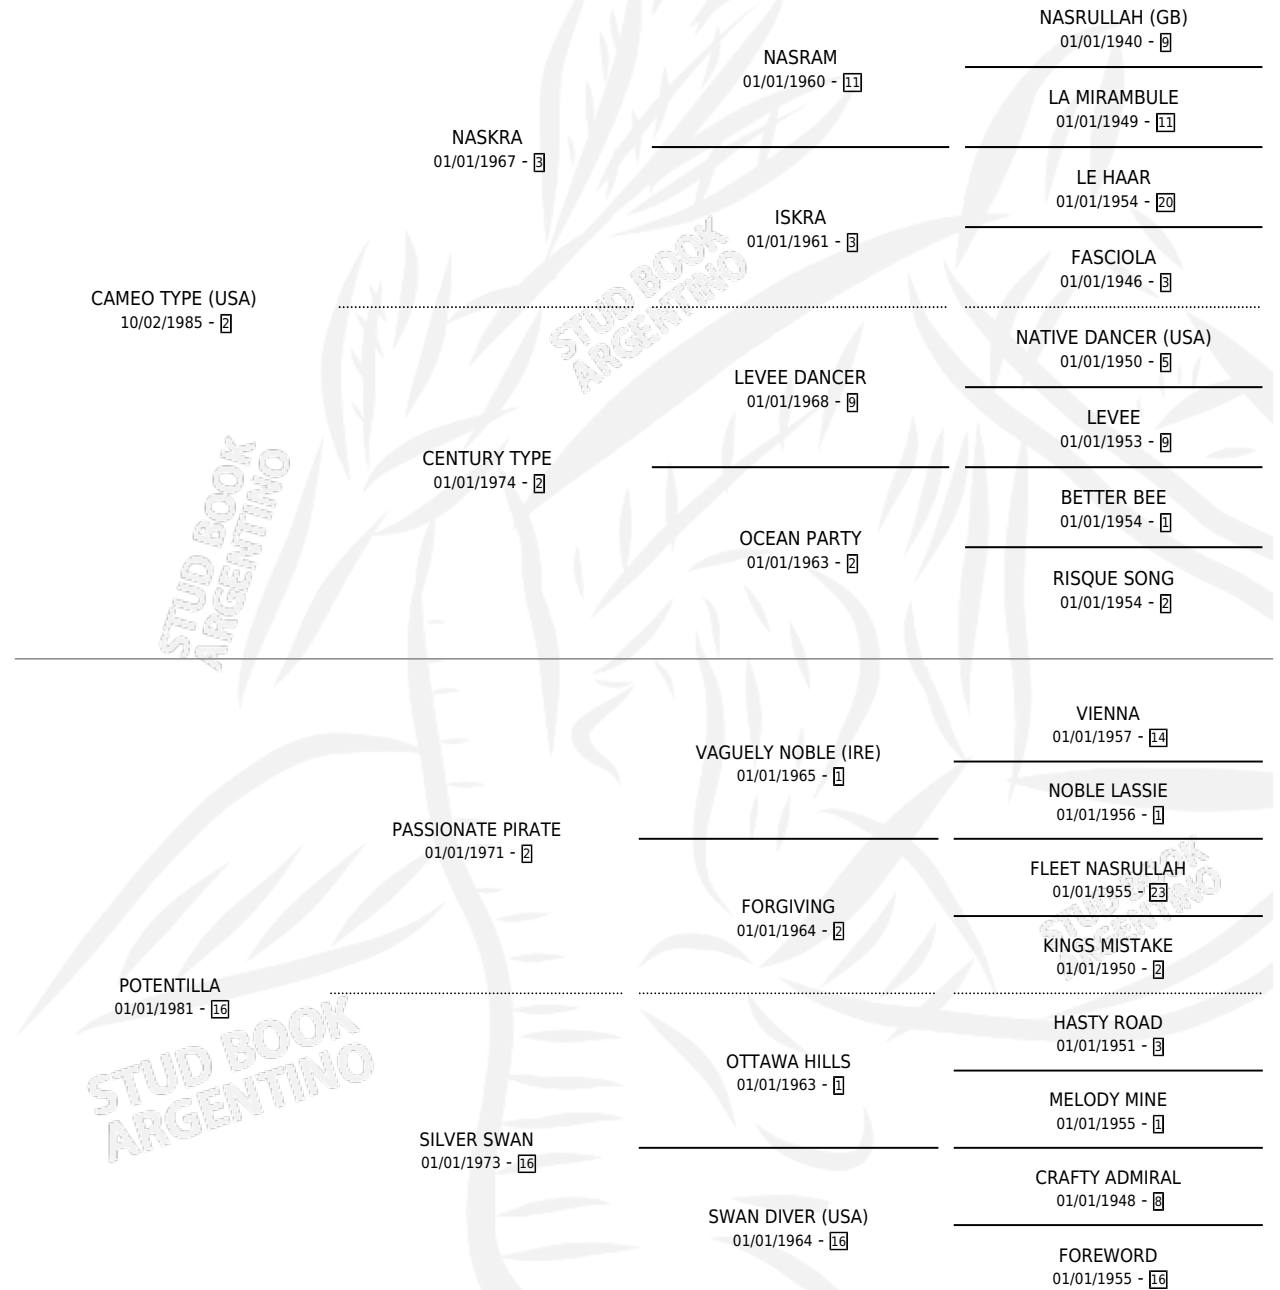 NASRULLAH (GB)
01/01/1940 - 9
NASRAM
01/01/1960 - 11
LA MIRAMBULE
01/01/1949 - 11
NASKRA
01/01/1967 - 3
LE HAAR
01/01/1954 - 20
ISKRA
01/01/1961 - 3
FASCIOLA
01/01/1946 - 3
CAMEO TYPE (USA)
10/02/1985 - 2
NATIVE DANCER (USA)
01/01/1950 - 5
LEVEE DANCER
01/01/1968 - 9
LEVEE
01/01/1953 - 9
CENTURY TYPE
01/01/1974 - 2
BETTER BEE
01/01/1954 - 1
OCEAN PARTY
01/01/1963 - 2
RISQUE SONG
01/01/1954 - 2
VIENNA
01/01/1957 - 14
VAGUELY NOBLE (IRE)
01/01/1965 - 1
NOBLE LASSIE
01/01/1956 - 1
PASSIONATE PIRATE
01/01/1971 - 2
FLEET NASRULLAH
01/01/1955 - 23
FORGIVING
01/01/1964 - 2
KINGS MISTAKE
01/01/1950 - 2
POTENTILLA
01/01/1981 - 16
HASTY ROAD
01/01/1951 - 3
OTTAWA HILLS
01/01/1963 - 1
MELODY MINE
01/01/1955 - 1
SILVER SWAN
01/01/1973 - 16
CRAFTY ADMIRAL
01/01/1948 - 8
SWAN DIVER (USA)
01/01/1964 - 16
FOREWORD
01/01/1955 - 16
STUD BOOK
ARGENTINO
STUD BOOK
ARGENTINO
STUD BOOK
ARGENTINO
STUD BOOK
ARGENTINO